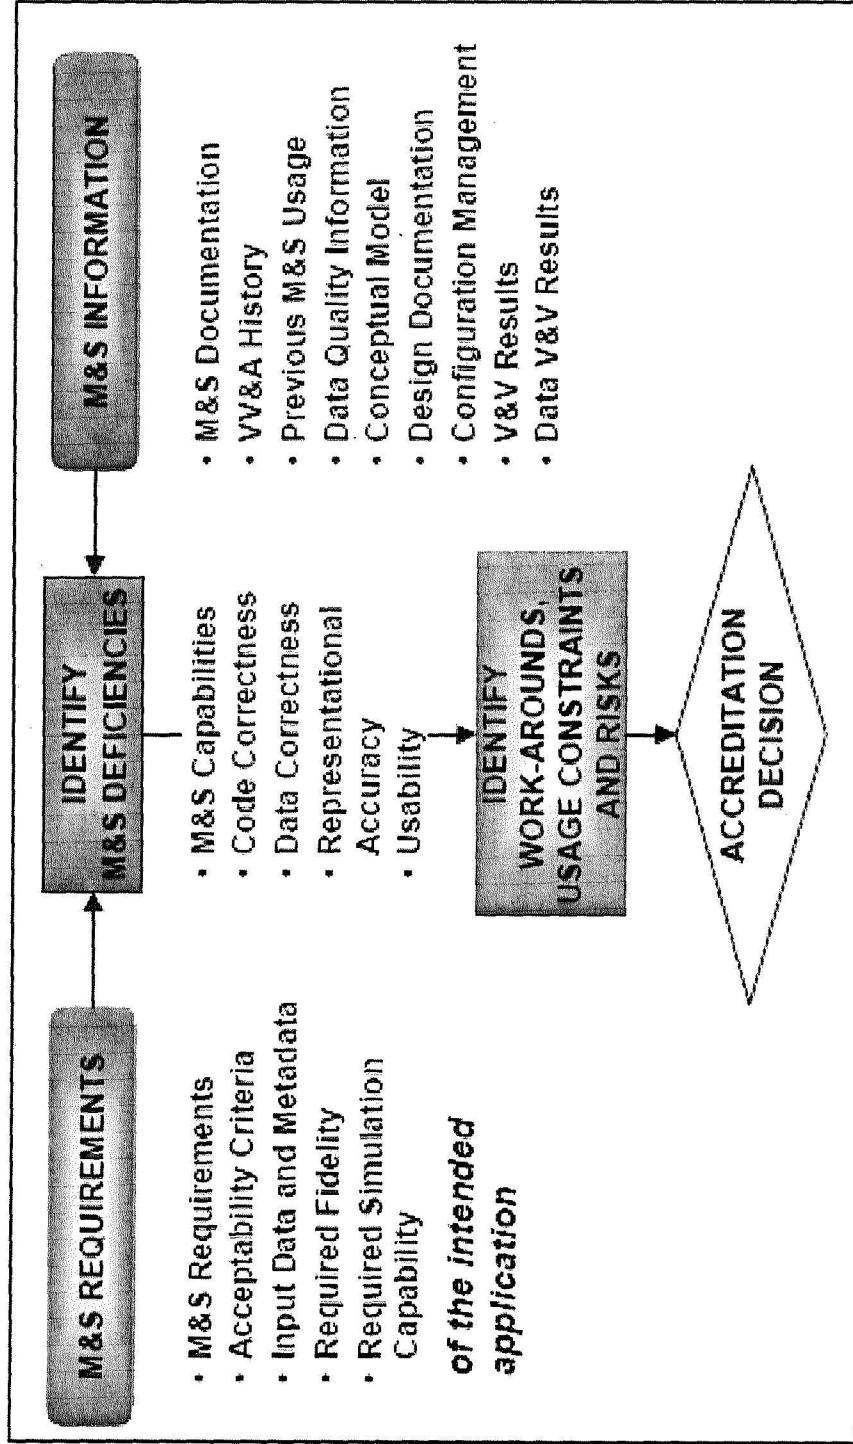 M&S REQUIREMENTS
• M&S Requirements
• Acceptability Criteria
• Input Data and Metadata
• Required Fidelity
• Required Simulation
Capability
of the intended
application
IDENTIFY
M&S DEFICIENCIES
• M&S Capabilities
• Code Correctness
• Data Correctness
• Representational
Accuracy
• Usability
IDENTIFY
WORK-AROUNDS,
USAGE CONSTRAINTS
AND RISKS
ACCREDITATION
DECISION
M&S INFORMATION
• M&S Documentation
• VV&A History
• Previous M&S Usage
• Data Quality Information
• Conceptual Model
• Design Documentation
• Configuration Management
• V&V Results
• Data V&V Results